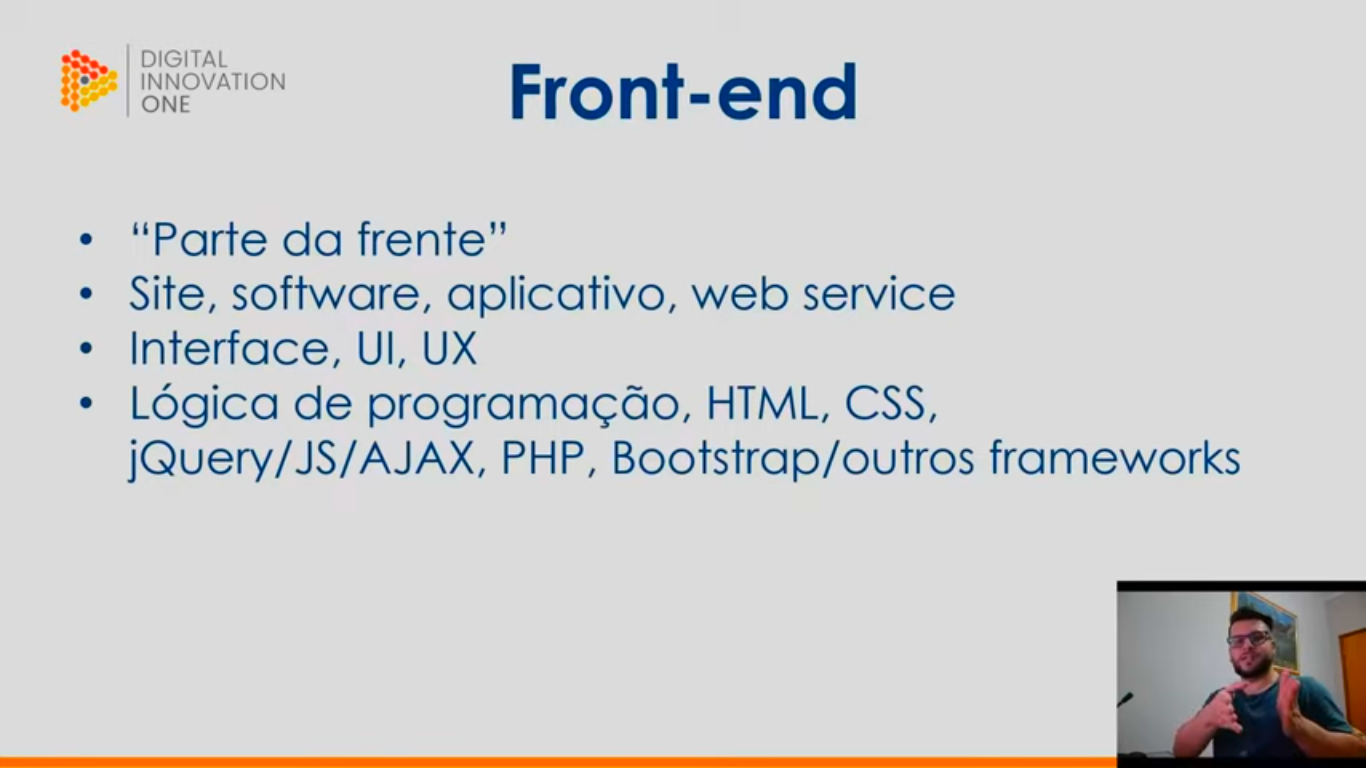 DIGITAL
INNOVATION
ONE
Front-end
• “Parte da frente”
• Site, software, aplicativo, web service
• Interface, UI, UX
• Lógica de programação, HTML, CSS,
jQuery/JS/AJAX, PHP, Bootstrap/outros frameworks